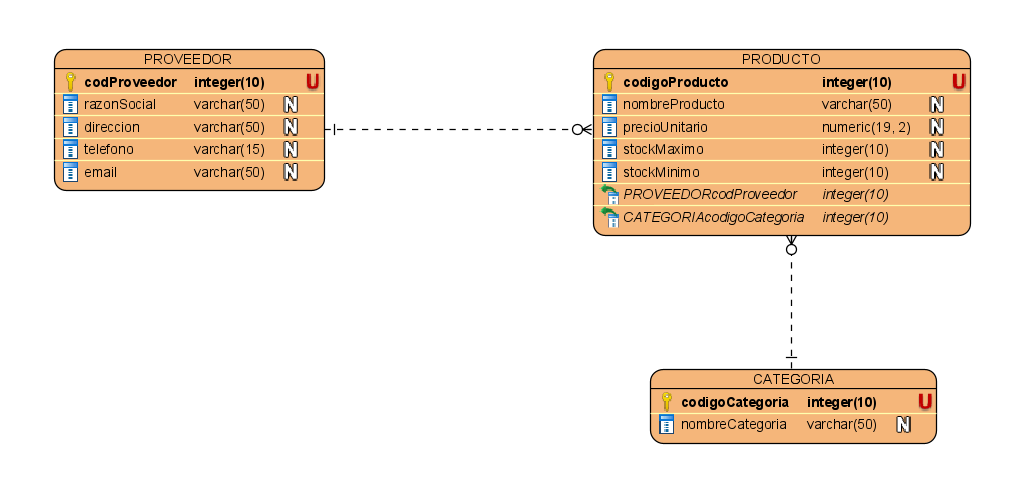 PROVEEDOR
codProveedor integer(10) U
razonSocial varchar(50) N
direccion varchar(50) N
telefono varchar(15) N
email varchar(50) N
PRODUCTO
codigoProducto integer(10) U
nombreProducto varchar(50) N
precioUnitario numeric(19, 2) N
stockMaximo integer(10) N
stockMinimo integer(10) N
PROVEEDORcodProveedor integer(10)
CATEGORIAcodigoCategoria integer(10)
CATEGORIA
codigoCategoria integer(10) U
nombreCategoria varchar(50) N